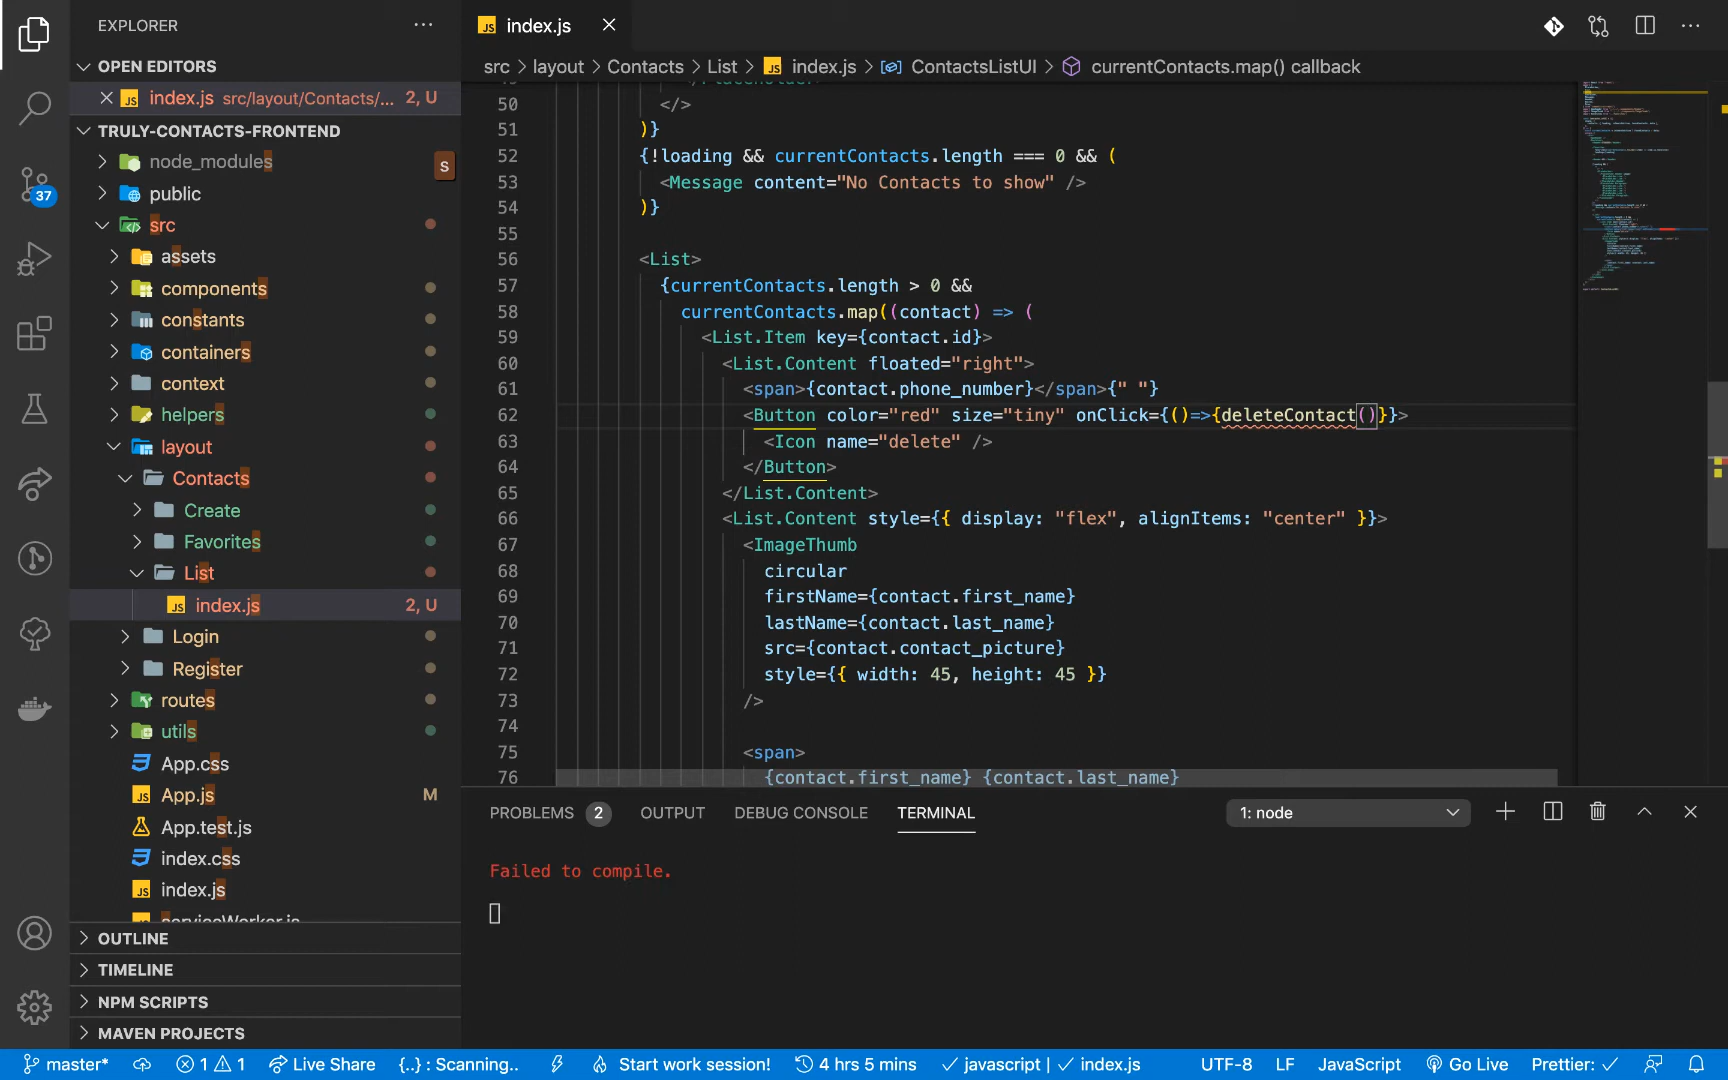 EXPLORER
OPEN EDITORS
index.js src/layout/Contacts/... 2, U
TRULY-CONTACTS-FRONTEND
node_modules
S
public
src
assets
components
constants
containers
context
helpers
layout
Contacts
Create
Favorites
List
index.js 2, U
Login
Register
routes
utils
App.css
App.js M
App.test.js
index.css
index.js
serviceWorker.js
OUTLINE
TIMELINE
NPM SCRIPTS
MAVEN PROJECTS
37
JS index.js
src > layout > Contacts > List > JS index.js > ContactsListUI > currentContacts.map() callback
50 </>
51 )}
52 {!loading && currentContacts.length === 0 && (
53 <Message content="No Contacts to show" />
54 )}
55
56 <List>
57 {currentContacts.length > 0 &&
58 currentContacts.map((contact) => (
59 <List.Item key={contact.id}>
60 <List.Content floated="right">
61 <span>{contact.phone_number}</span>{" "}
62 <Button color="red" size="tiny" onClick={()=>{deleteContact()}}>
63 <Icon name="delete" />
64 </Button>
65 </List.Content>
66 <List.Content style={{ display: "flex", alignItems: "center" }}>
67 <ImageThumb
68 circular
69 firstName={contact.first_name}
70 lastName={contact.last_name}
71 src={contact.contact_picture}
72 style={{ width: 45, height: 45 }}
73 />
74
75 <span>
76 {contact.first_name} {contact.last_name}
PROBLEMS 2 OUTPUT DEBUG CONSOLE TERMINAL 1: node
Failed to compile.
master* 1 1 Live Share {..} : Scanning.. Start work session! 4 hrs 5 mins javascript | index.js UTF-8 LF JavaScript Go Live Prettier: